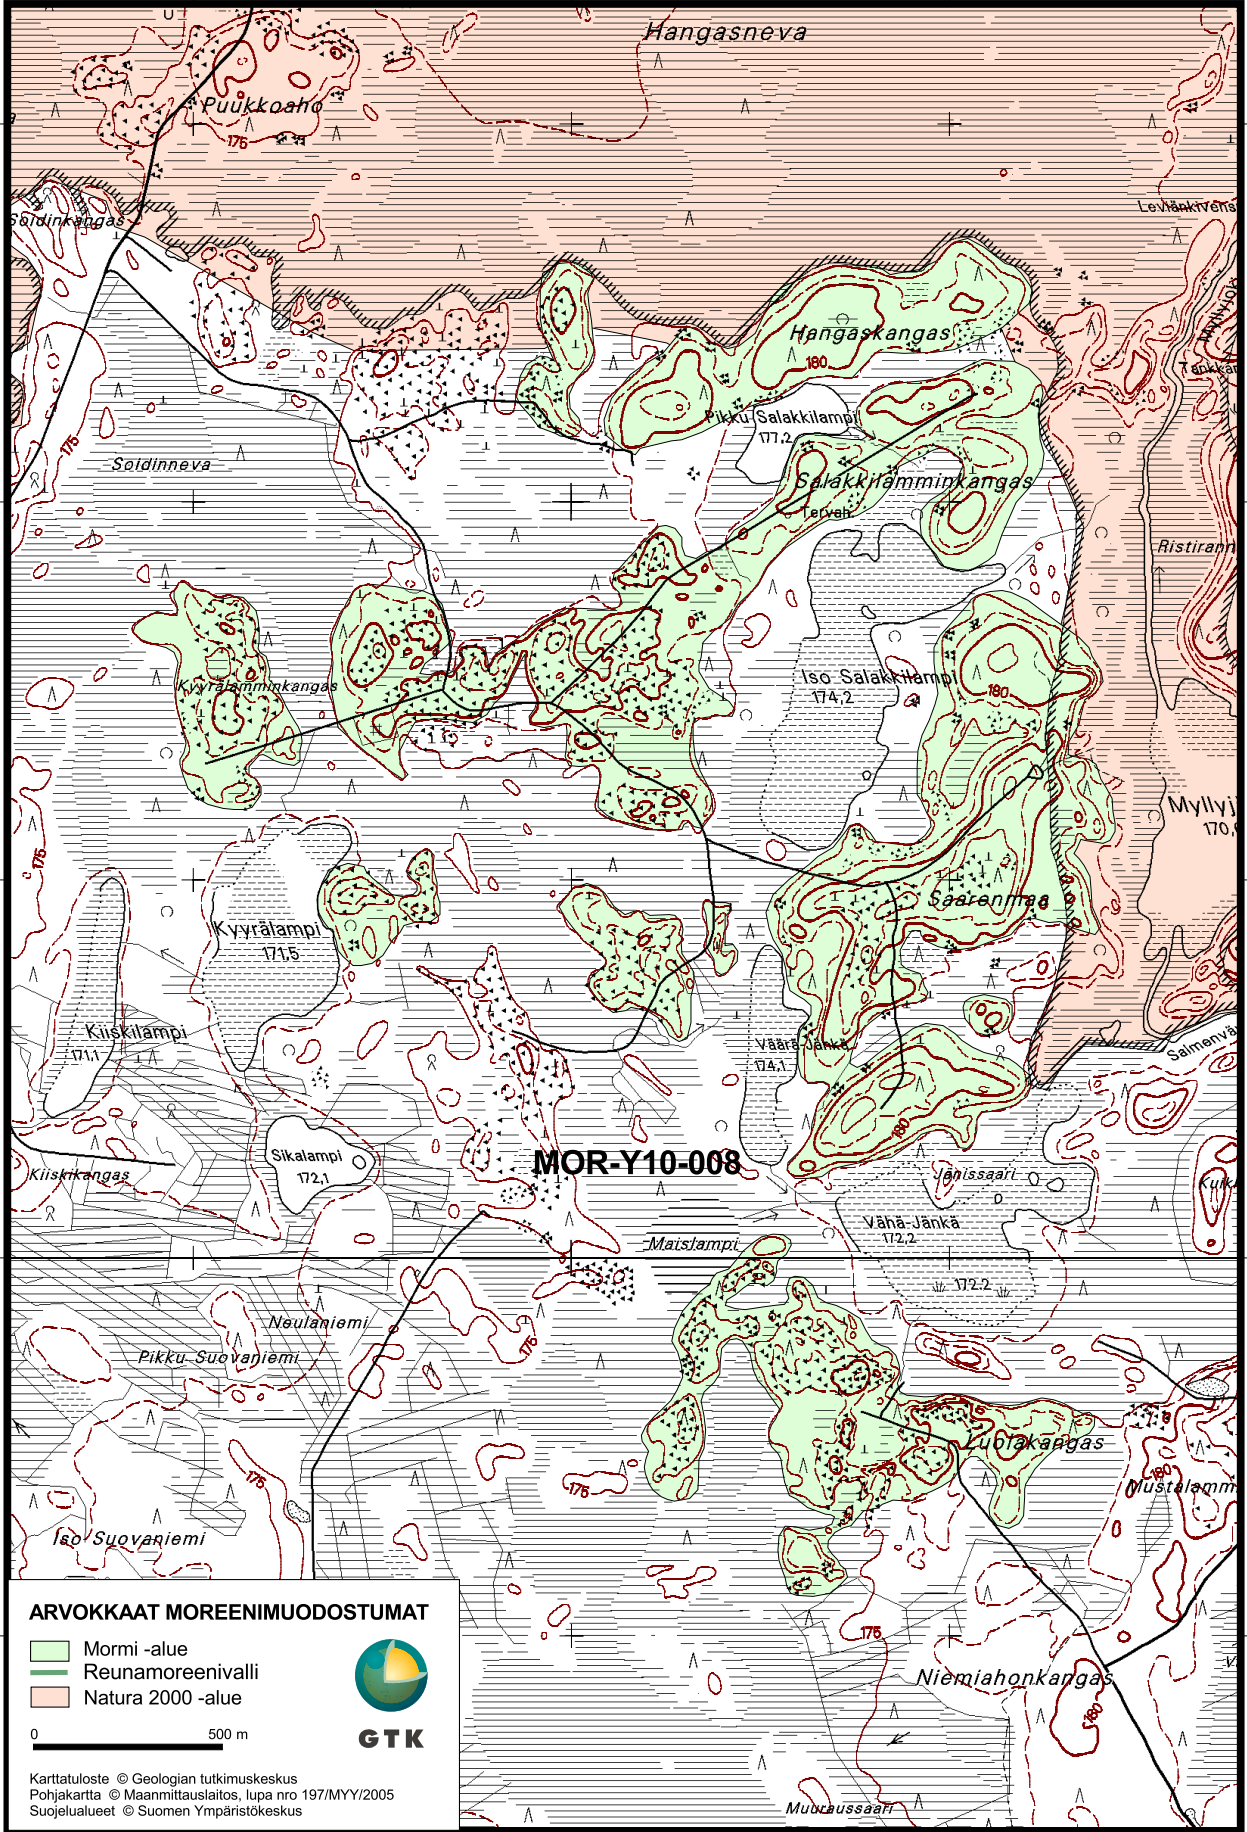 Hangasneva
Puukkoaho
175
Soidinkangas
Hangaskangas
180
Pikku-Salakkilampi
177,2
175
Soidinneva
Salakkilamminkangas
Tervah.
Ristirann
Iso Salakkilampi
174,2
Kyyrälamminkangas
180
Myllyj
170,
175
Saarenmaa
Kyyrälampi
171,5
Kiiskilampi
171,1
Väärä-Jänkä
174,1
Salmenvä
180
Sikalampi
172,1
MOR-Y10-008
Kiiskikangas
Jänissaari
Kuik
Vähä-Jänkä
172,2
Maislampi
172.2
Neulaniemi
175
Pikku Suovaniemi
Luolakangas
175
175
180
Mustalamm
Iso-Suovaniemi
175
Niemiahonkangas
180
Muuraussaari
ARVOKKAAT MOREENIMUODOSTUMAT
Mormi -alue
Reunamoreenivalli
Natura 2000 -alue
0 500 m
GTK
Karttatuloste © Geologian tutkimuskeskus
Pohjakartta © Maanmittauslaitos, lupa nro 197/MYY/2005
Suojelualueet © Suomen Ympäristökeskus